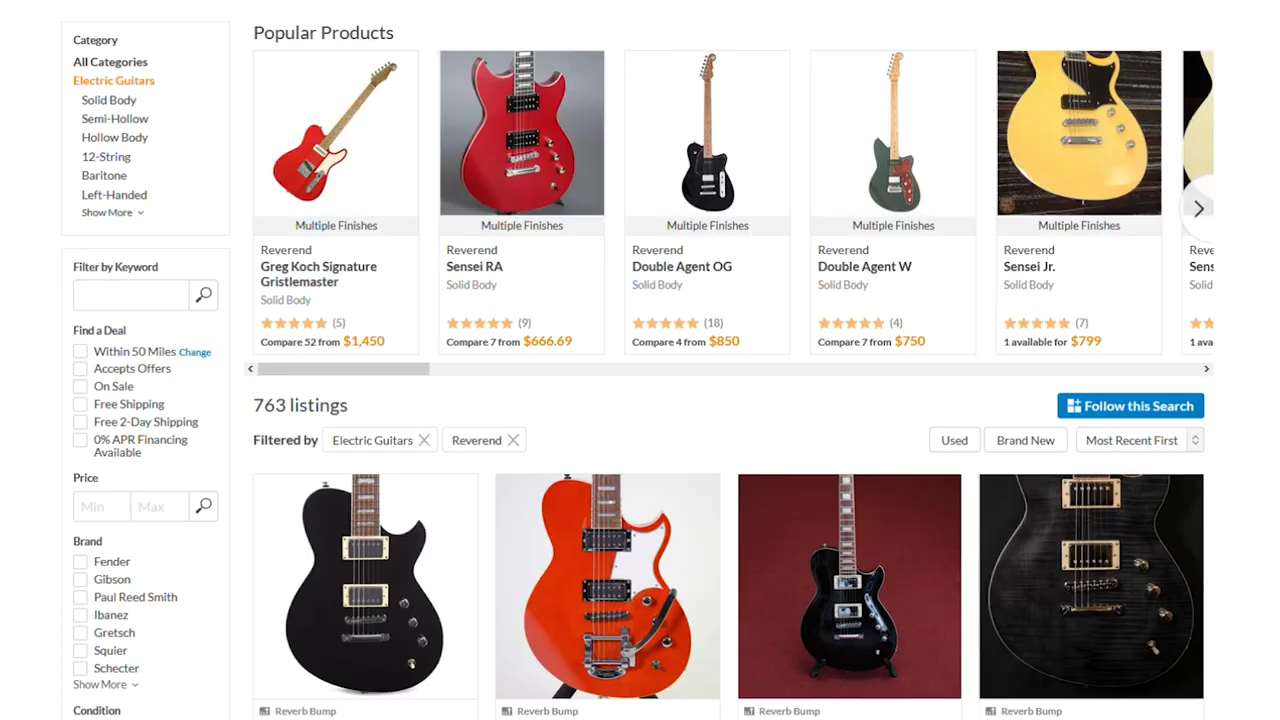 Category
All Categories
Electric Guitars
Solid Body
Semi-Hollow
Hollow Body
12-String
Baritone
Left-Handed
Show More
Filter by Keyword
Find a Deal
Within 50 Miles Change
Accepts Offers
On Sale
Free Shipping
Free 2-Day Shipping
0% APR Financing
Available
Price
Min Max
Brand
Fender
Gibson
Paul Reed Smith
Ibanez
Gretsch
Squier
Schecter
Show More
Condition
Popular Products
Multiple Finishes
Reverend
Greg Koch Signature
Gristlemaster
Solid Body
(5)
Compare 52 from $1,450
Multiple Finishes
Reverend
Sensei RA
Solid Body
(9)
Compare 7 from $666.69
Multiple Finishes
Reverend
Double Agent OG
Solid Body
(18)
Compare 4 from $850
Multiple Finishes
Reverend
Double Agent W
Solid Body
(4)
Compare 7 from $750
Multiple Finishes
Reverend
Sensei Jr.
Solid Body
(7)
1 available for $799
Reve
Sens
Solid
1 ava
763 listings
Follow this Search
Filtered by Electric Guitars Reverend
Used Brand New Most Recent First
Reverb Bump
Reverb Bump
Reverb Bump
Reverb Bump